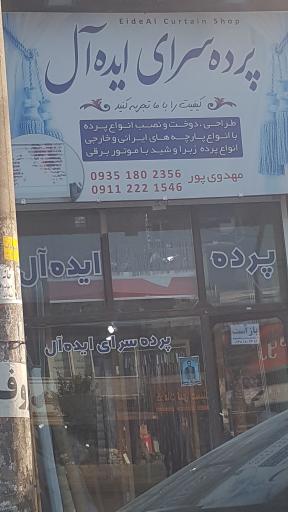 EideAl Curtain Shop
پرده سرای ایده آل
کیفیت را با ما تجربه کنید
طراحی، دوخت و نصب انواع پرده
با انواع پارچه های ایرانی و خارجی
انواع پرده زبرا و شید با موتور برقی
مهدوی پور
0935 180 2356
0911 222 1546
پرده
ایده آل
پرده سرای ایده آل
باز است